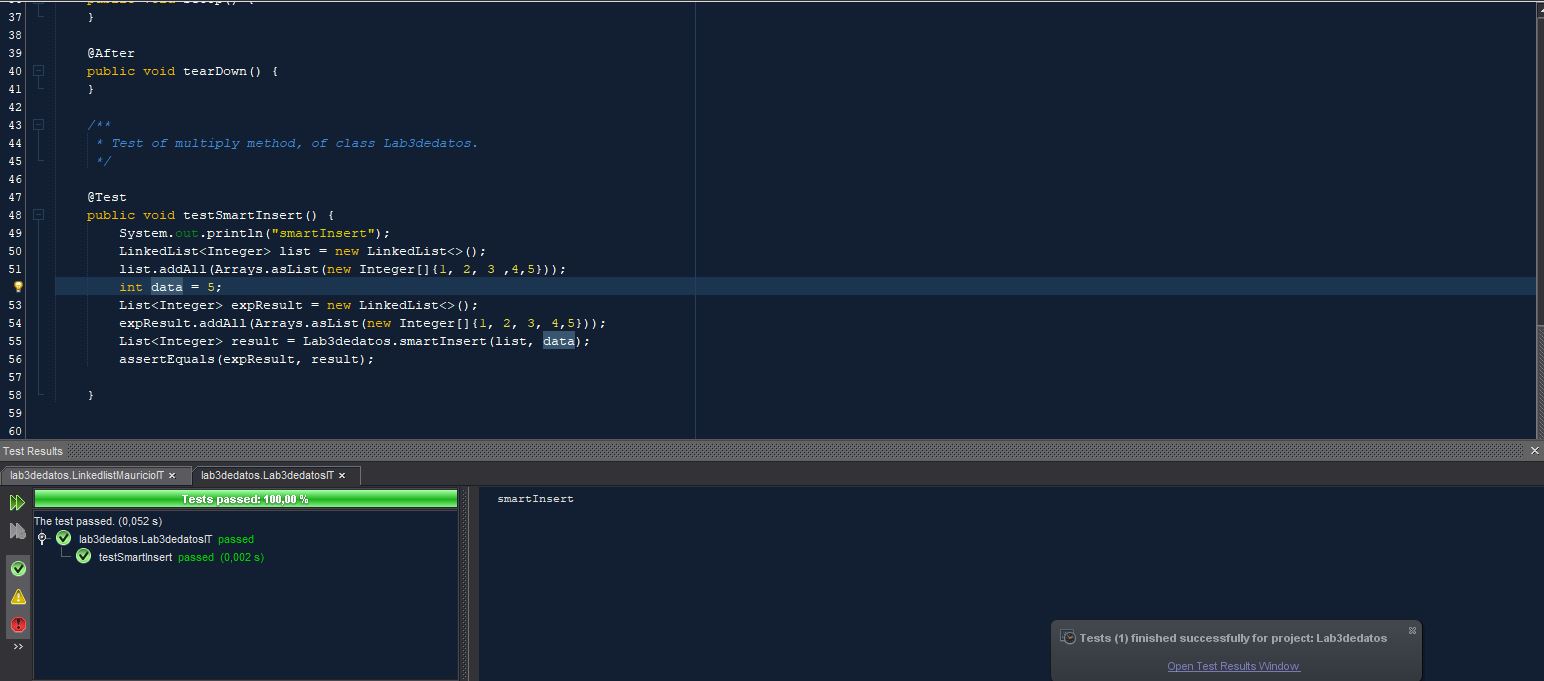 37 }
38
39 @After
40 public void tearDown() {
41 }
42
43 /**
44 * Test of multiply method, of class Lab3dedatos.
45 */
46
47 @Test
48 public void testSmartInsert() {
49 System.out.println("smartInsert");
50 LinkedList<Integer> list = new LinkedList<>();
51 list.addAll(Arrays.asList(new Integer[]{1, 2, 3 ,4,5}));
int data = 5;
53 List<Integer> expResult = new LinkedList<>();
54 expResult.addAll(Arrays.asList(new Integer[]{1, 2, 3, 4,5}));
55 List<Integer> result = Lab3dedatos.smartInsert(list, data);
56 assertEquals(expResult, result);
57
58 }
59
60
Test Results
lab3dedatos.LinkedlistMauricioIT lab3dedatos.Lab3dedatosIT
Tests passed: 100,00 %
The test passed. (0,052 s)
lab3dedatos.Lab3dedatosIT passed
testSmartInsert passed (0,002 s)
smartInsert
Tests (1) finished successfully for project: Lab3dedatos
Open Test Results Window